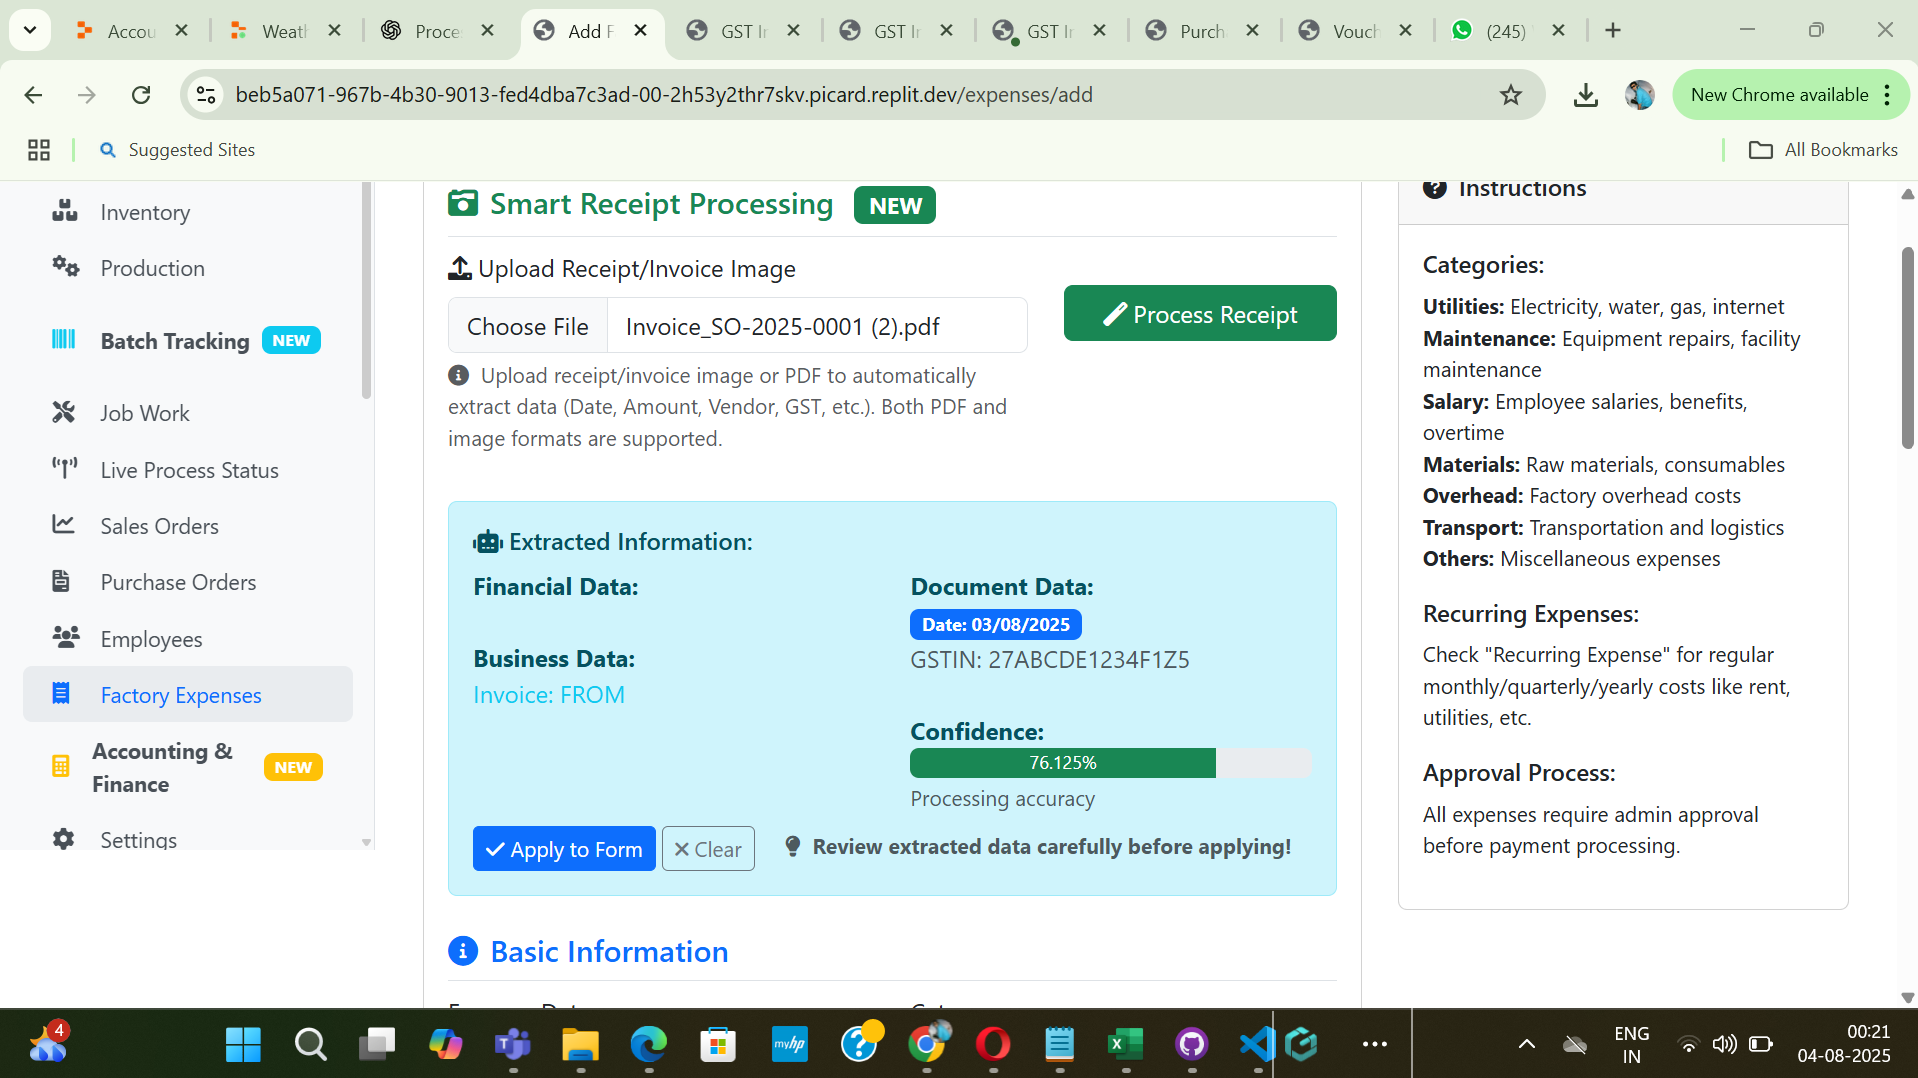 Accou
Weath
Proce
Add F
GST In
GST In
GST In
Purch
Vouch
(245)
beb5a071-967b-4b30-9013-fed4dba7c3ad-00-2h53y2thr7skv.picard.replit.dev/expenses/add
New Chrome available
Suggested Sites
All Bookmarks
Inventory
Production
Batch Tracking NEW
Job Work
Live Process Status
Sales Orders
Purchase Orders
Employees
Factory Expenses
Accounting &
Finance
NEW
Settings
Smart Receipt Processing NEW
Upload Receipt/Invoice Image
Choose File Invoice_SO-2025-0001 (2).pdf
Process Receipt
Upload receipt/invoice image or PDF to automatically
extract data (Date, Amount, Vendor, GST, etc.). Both PDF and
image formats are supported.
Extracted Information:
Financial Data:
Business Data:
Invoice: FROM
Document Data:
Date: 03/08/2025
GSTIN: 27ABCDE1234F1Z5
Confidence:
76.125%
Processing accuracy
Apply to Form
Clear
Review extracted data carefully before applying!
Basic Information
Instructions
Categories:
Utilities: Electricity, water, gas, internet
Maintenance: Equipment repairs, facility
maintenance
Salary: Employee salaries, benefits,
overtime
Materials: Raw materials, consumables
Overhead: Factory overhead costs
Transport: Transportation and logistics
Others: Miscellaneous expenses
Recurring Expenses:
Check "Recurring Expense" for regular
monthly/quarterly/yearly costs like rent,
utilities, etc.
Approval Process:
All expenses require admin approval
before payment processing.
4
myhp
ENG
IN
00:21
04-08-2025